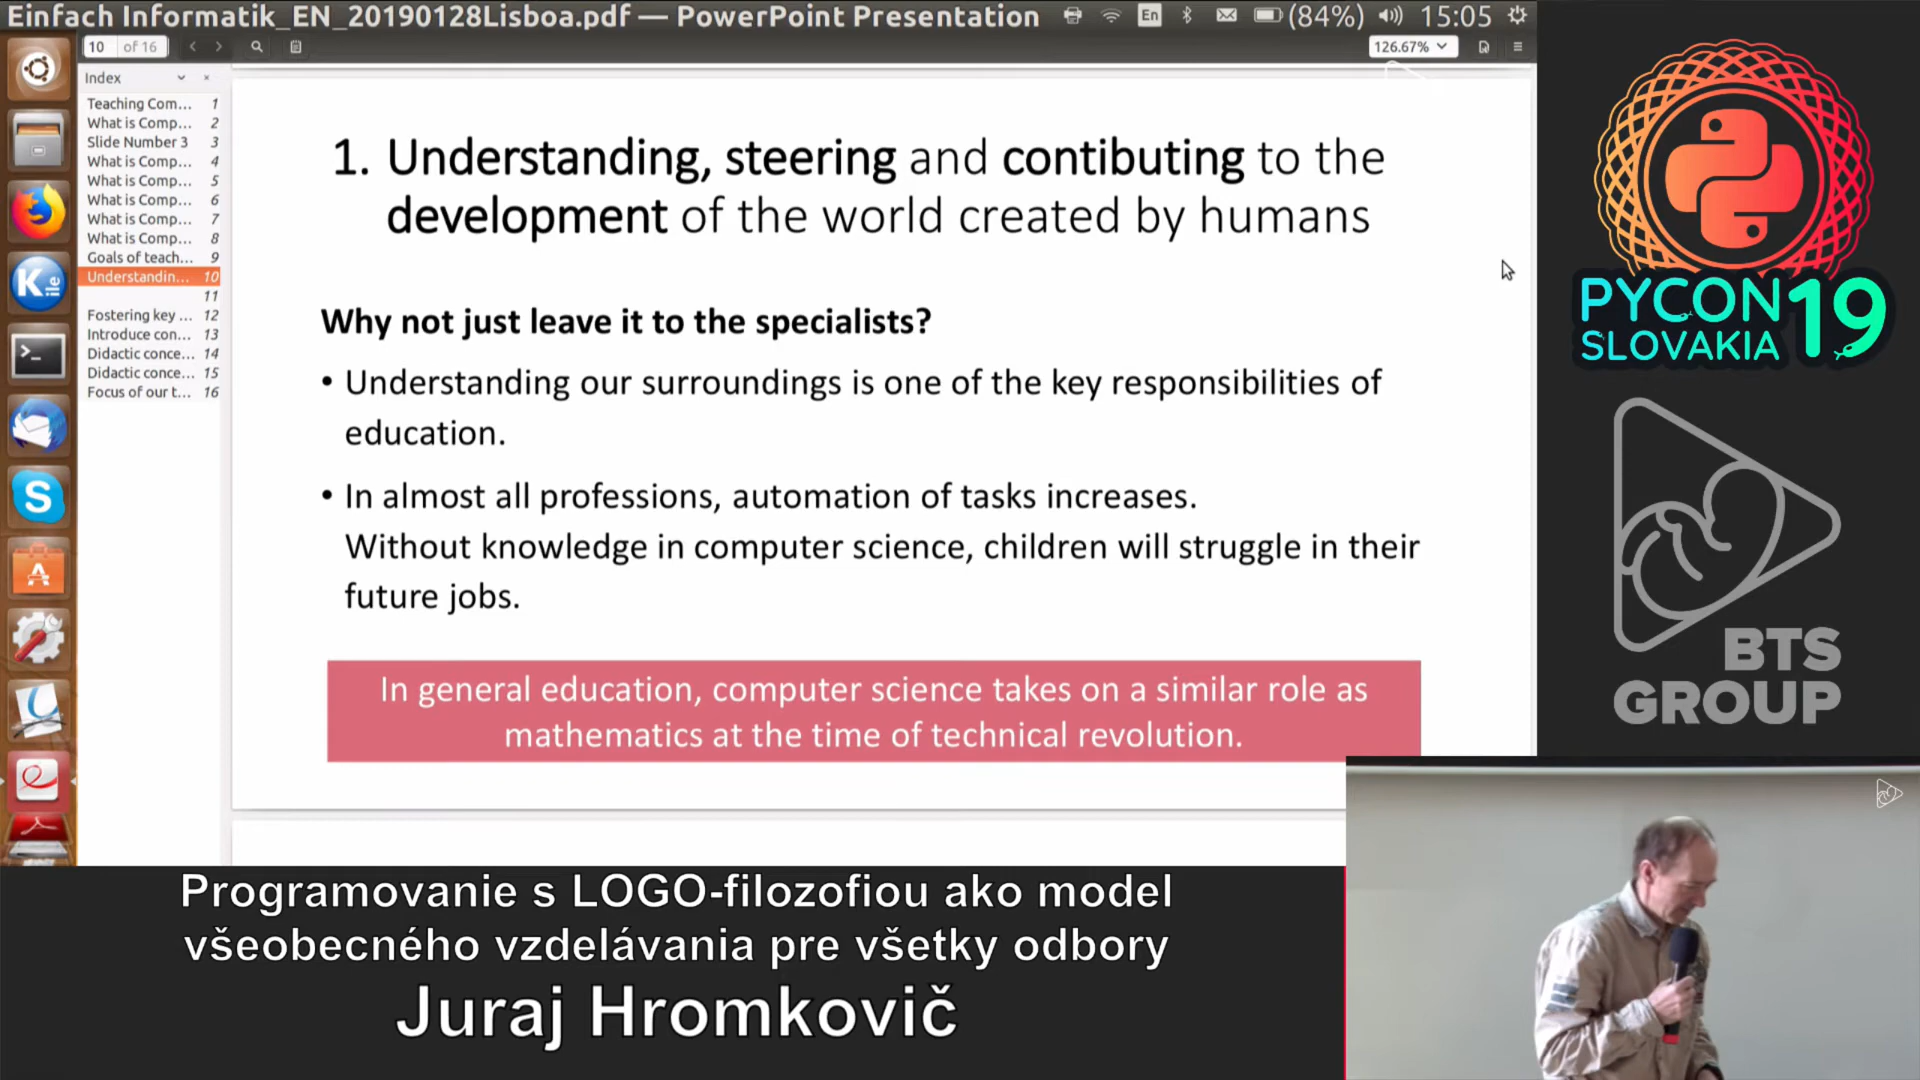 Einfach Informatik_EN_20190128Lisboa.pdf — PowerPoint Presentation
En
(84%)
15:05
10 of 16
126.67%
Index
Teaching Com... 1
What is Comp... 2
Slide Number 3 3
What is Comp... 4
What is Comp... 5
What is Comp... 6
What is Comp... 7
What is Comp... 8
Goals of teach... 9
Understandin... 10
11
Fostering key ... 12
Introduce con... 13
Didactic conce... 14
Didactic conce... 15
Focus of our t... 16
1. Understanding, steering and contibuting to the
development of the world created by humans
Why not just leave it to the specialists?
• Understanding our surroundings is one of the key responsibilities of
education.
• In almost all professions, automation of tasks increases.
Without knowledge in computer science, children will struggle in their
future jobs.
In general education, computer science takes on a similar role as
mathematics at the time of technical revolution.
PYCON 19
SLOVAKIA
BTS
GROUP
Programovanie s LOGO-filozofiou ako model
všeobecného vzdelávania pre všetky odbory
Juraj Hromkovič